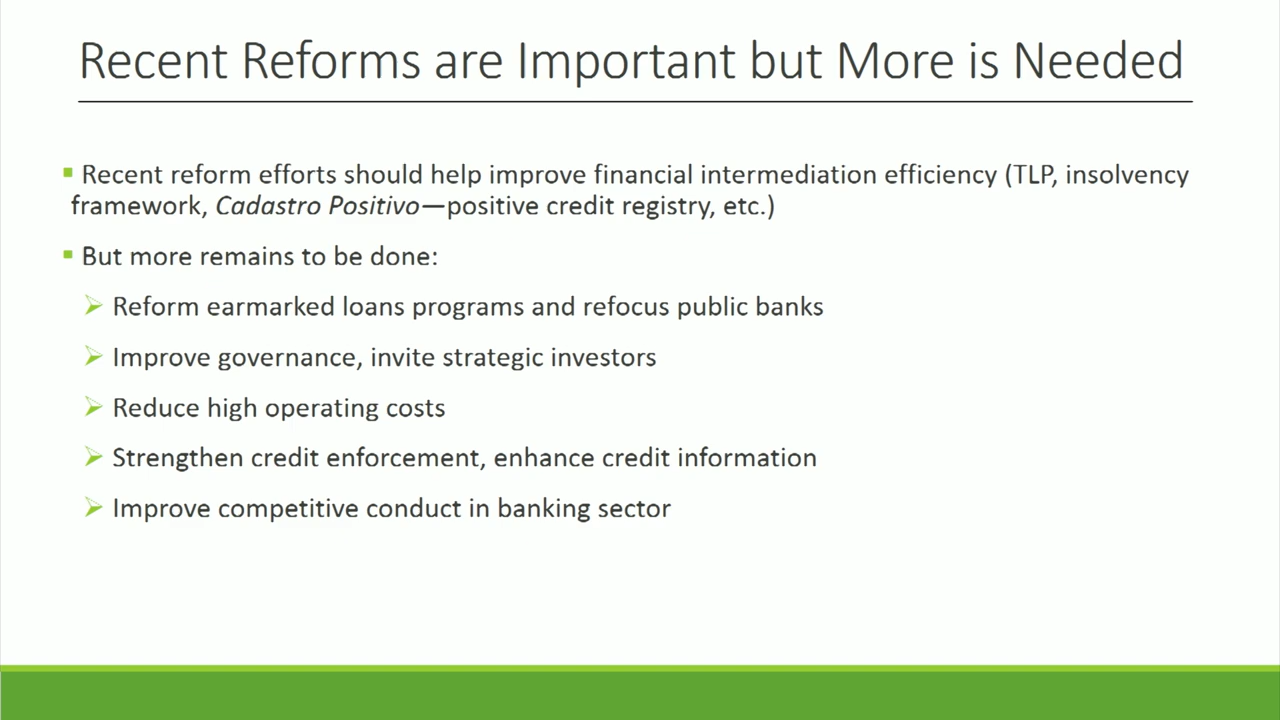 Recent Reforms are Important but More is Needed
Recent reform efforts should help improve financial intermediation efficiency (TLP, insolvency
framework, Cadastro Positivo—positive credit registry, etc.)
But more remains to be done:
Reform earmarked loans programs and refocus public banks
Improve governance, invite strategic investors
Reduce high operating costs
Strengthen credit enforcement, enhance credit information
Improve competitive conduct in banking sector